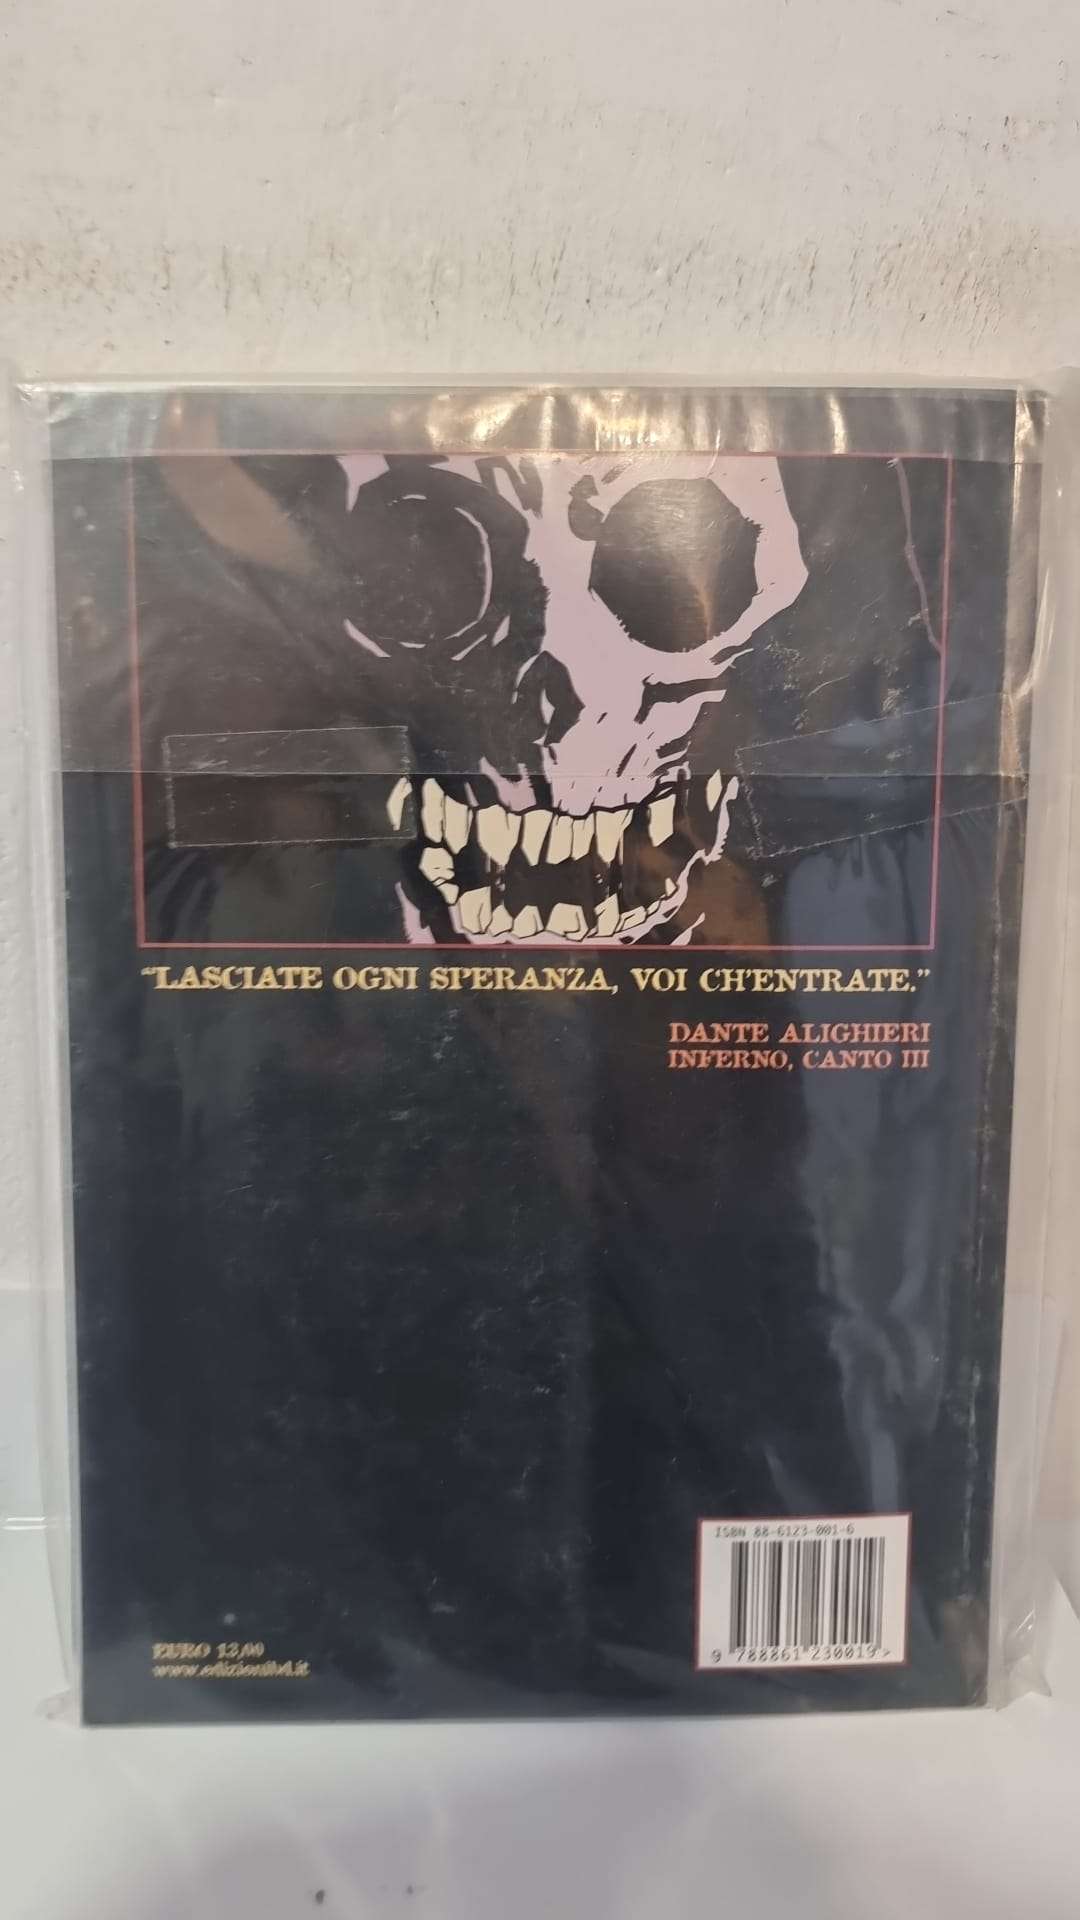 “LASCIATE OGNI SPERANZA, VOI CH’ENTRATE.”
DANTE ALIGHIERI
INFERNO, CANTO III
ISBN 88-6123-001-6
9 788861 230019 >
EURO 13,00
www.edizionibd.it